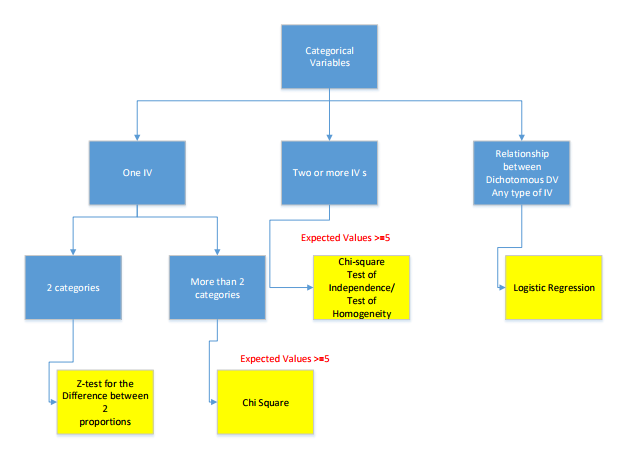 Categorical
Variables
One IV
Two or more IV s
Relationship
between
Dichotomous DV
Any type of IV
Expected Values >=5
2 categories
More than 2
categories
Chi-square
Test of
Independence/
Test of
Homogeneity
Logistic Regression
Expected Values >=5
Z-test for the
Difference between
2
proportions
Chi Square